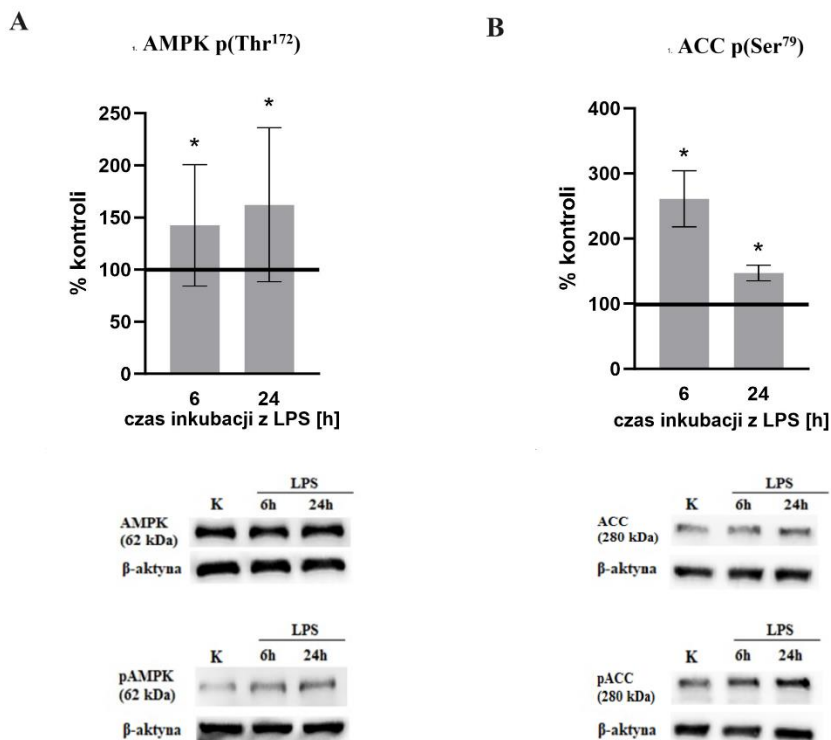 A
1. AMPK p(Thr¹⁷²)
% kontroli
250
200
150
100
50
0
*
*
6 24
czas inkubacji z LPS [h]
LPS
K 6h 24h
AMPK
(62 kDa)
β-aktyna
LPS
K 6h 24h
pAMPK
(62 kDa)
β-aktyna
B
1. ACC p(Ser⁷⁹)
% kontroli
400
300
200
100
0
*
*
6 24
czas inkubacji z LPS [h]
LPS
K 6h 24h
ACC
(280 kDa)
β-aktyna
LPS
K 6h 24h
pACC
(280 kDa)
β-aktyna